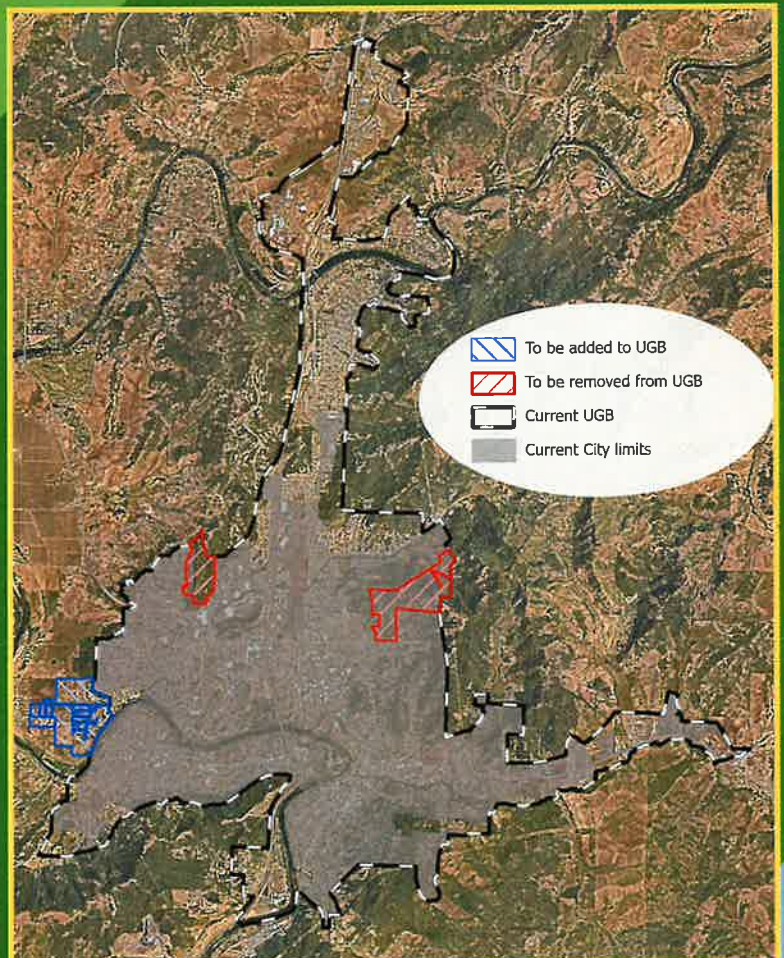 To be added to UGB
To be removed from UGB
Current UGB
Current City limits